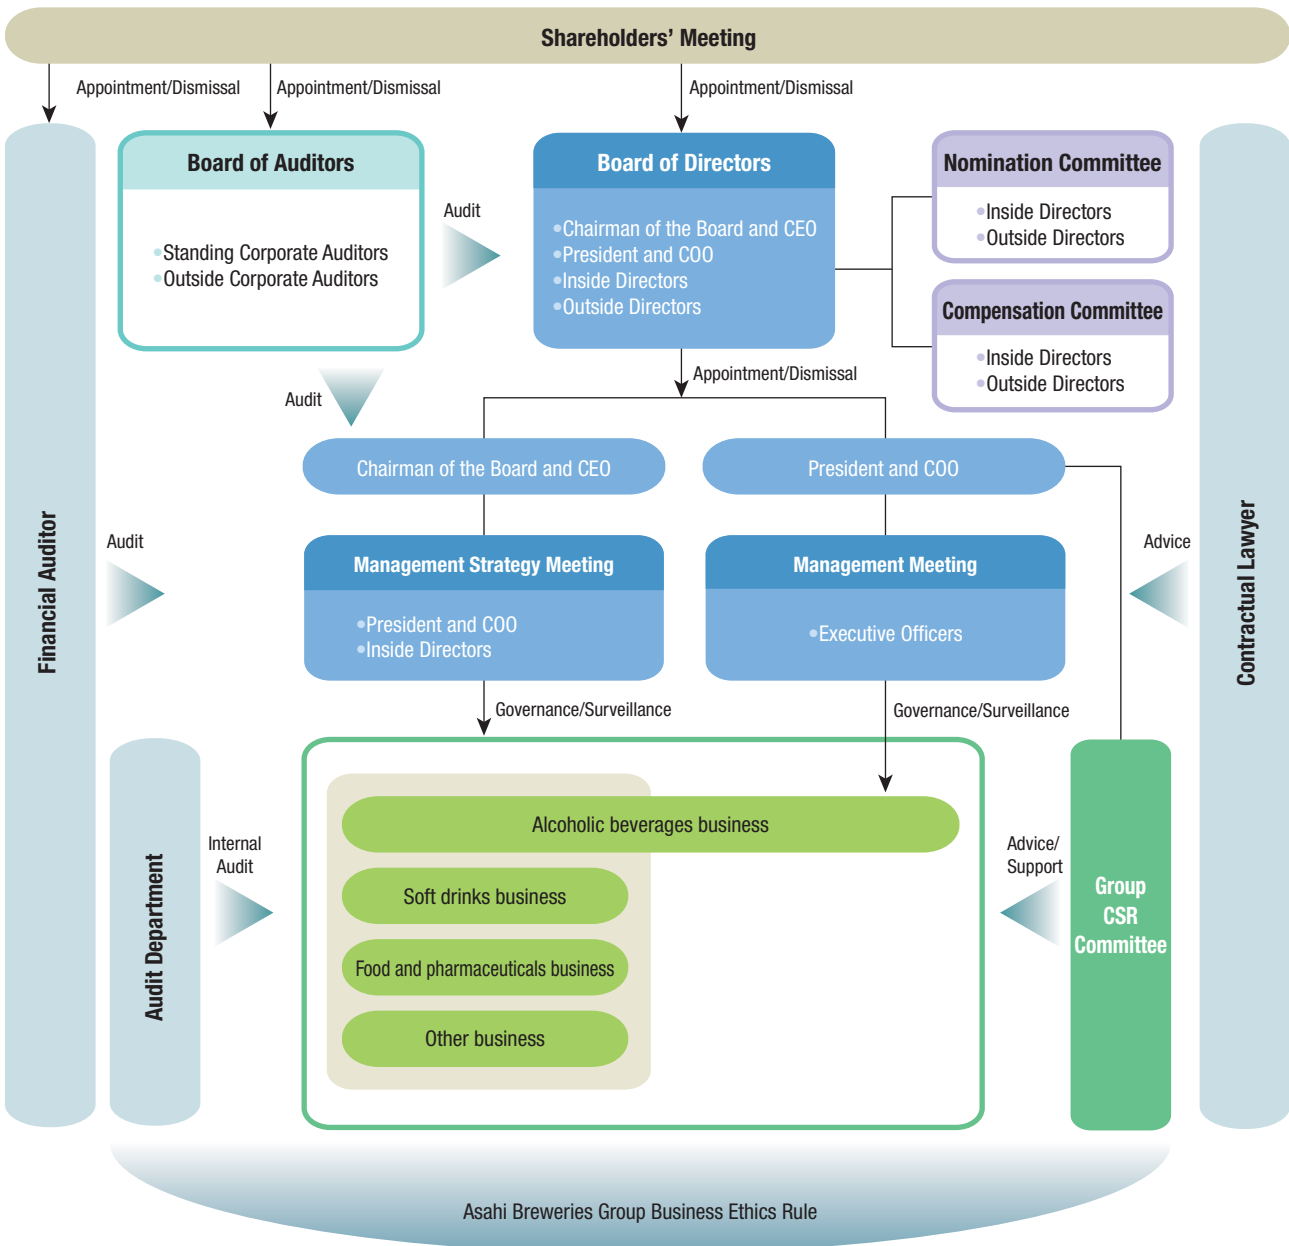 Shareholders' Meeting
Appointment/Dismissal
Appointment/Dismissal
Appointment/Dismissal
Board of Auditors
•Standing Corporate Auditors
•Outside Corporate Auditors
Audit
Board of Directors
•Chairman of the Board and CEO
•President and COO
•Inside Directors
•Outside Directors
Nomination Committee
•Inside Directors
•Outside Directors
Compensation Committee
•Inside Directors
•Outside Directors
Appointment/Dismissal
Audit
Chairman of the Board and CEO
President and COO
Financial Auditor
Audit
Management Strategy Meeting
•President and COO
•Inside Directors
Management Meeting
•Executive Officers
Advice
Contractual Lawyer
Governance/Surveillance
Governance/Surveillance
Audit Department
Internal
Audit
Alcoholic beverages business
Soft drinks business
Food and pharmaceuticals business
Other business
Advice/
Support
Group
CSR
Committee
Asahi Breweries Group Business Ethics Rule